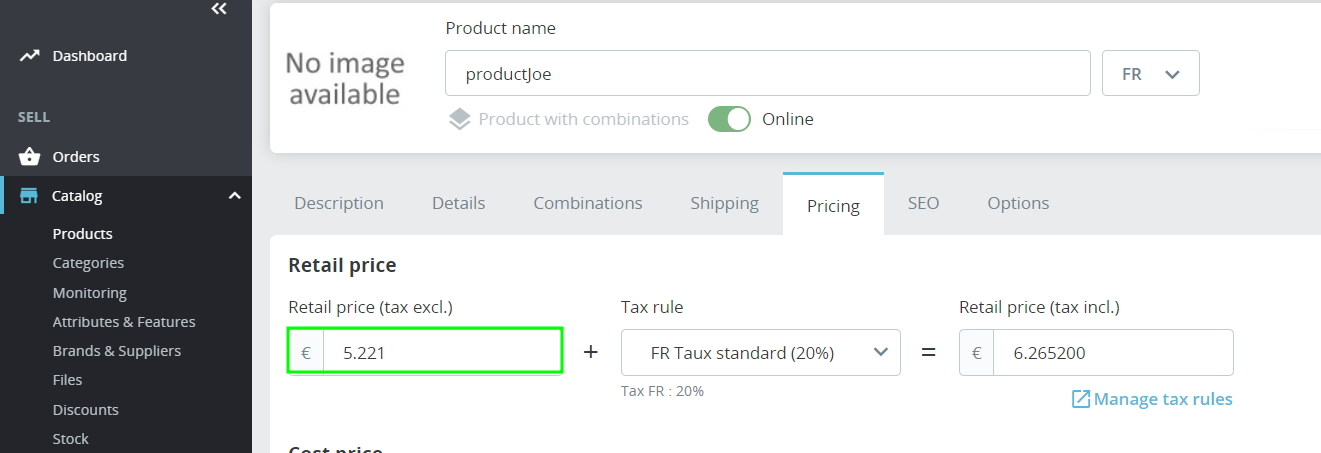 Dashboard
SELL
Orders
Catalog
Products
Categories
Monitoring
Attributes & Features
Brands & Suppliers
Files
Discounts
Stock
No image
available
Product name
productJoe
FR
Product with combinations
Online
Description Details Combinations Shipping Pricing SEO Options
Retail price
Retail price (tax excl.) Tax rule Retail price (tax incl.)
€ 5.221 + FR Taux standard (20%) = € 6.265200
Tax FR : 20%
Manage tax rules
Cost price